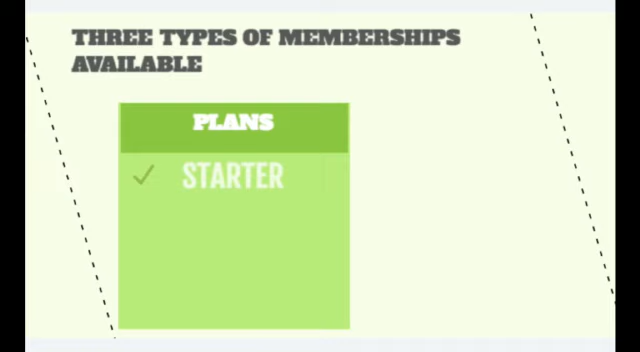 THREE TYPES OF MEMBERSHIPS
AVAILABLE
PLANS
STARTER